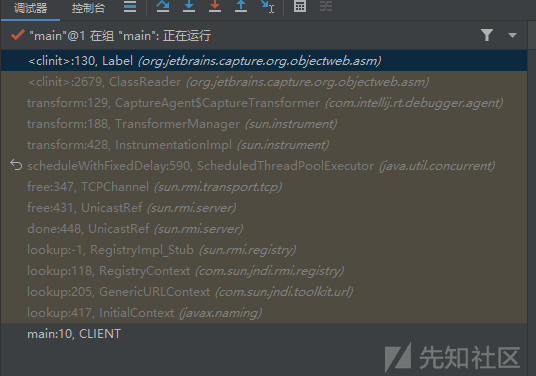 调试器 控制台
"main"@1 在组 "main": 正在运行
<clinit>:130, Label (org.jetbrains.capture.org.objectweb.asm)
<clinit>:2679, ClassReader (org.jetbrains.capture.org.objectweb.asm)
transform:129, CaptureAgent$CaptureTransformer (com.intellij.rt.debugger.agent)
transform:188, TransformerManager (sun.instrument)
transform:428, InstrumentationImpl (sun.instrument)
scheduleWithFixedDelay:590, ScheduledThreadPoolExecutor (java.util.concurrent)
free:347, TCPChannel (sun.rmi.transport.tcp)
free:431, UnicastRef (sun.rmi.server)
done:448, UnicastRef (sun.rmi.server)
lookup:-1, RegistryImpl_Stub (sun.rmi.registry)
lookup:118, RegistryContext (com.sun.jndi.rmi.registry)
lookup:205, GenericURLContext (com.sun.jndi.toolkit.url)
lookup:417, InitialContext (javax.naming)
main:10, CLIENT
先知社区